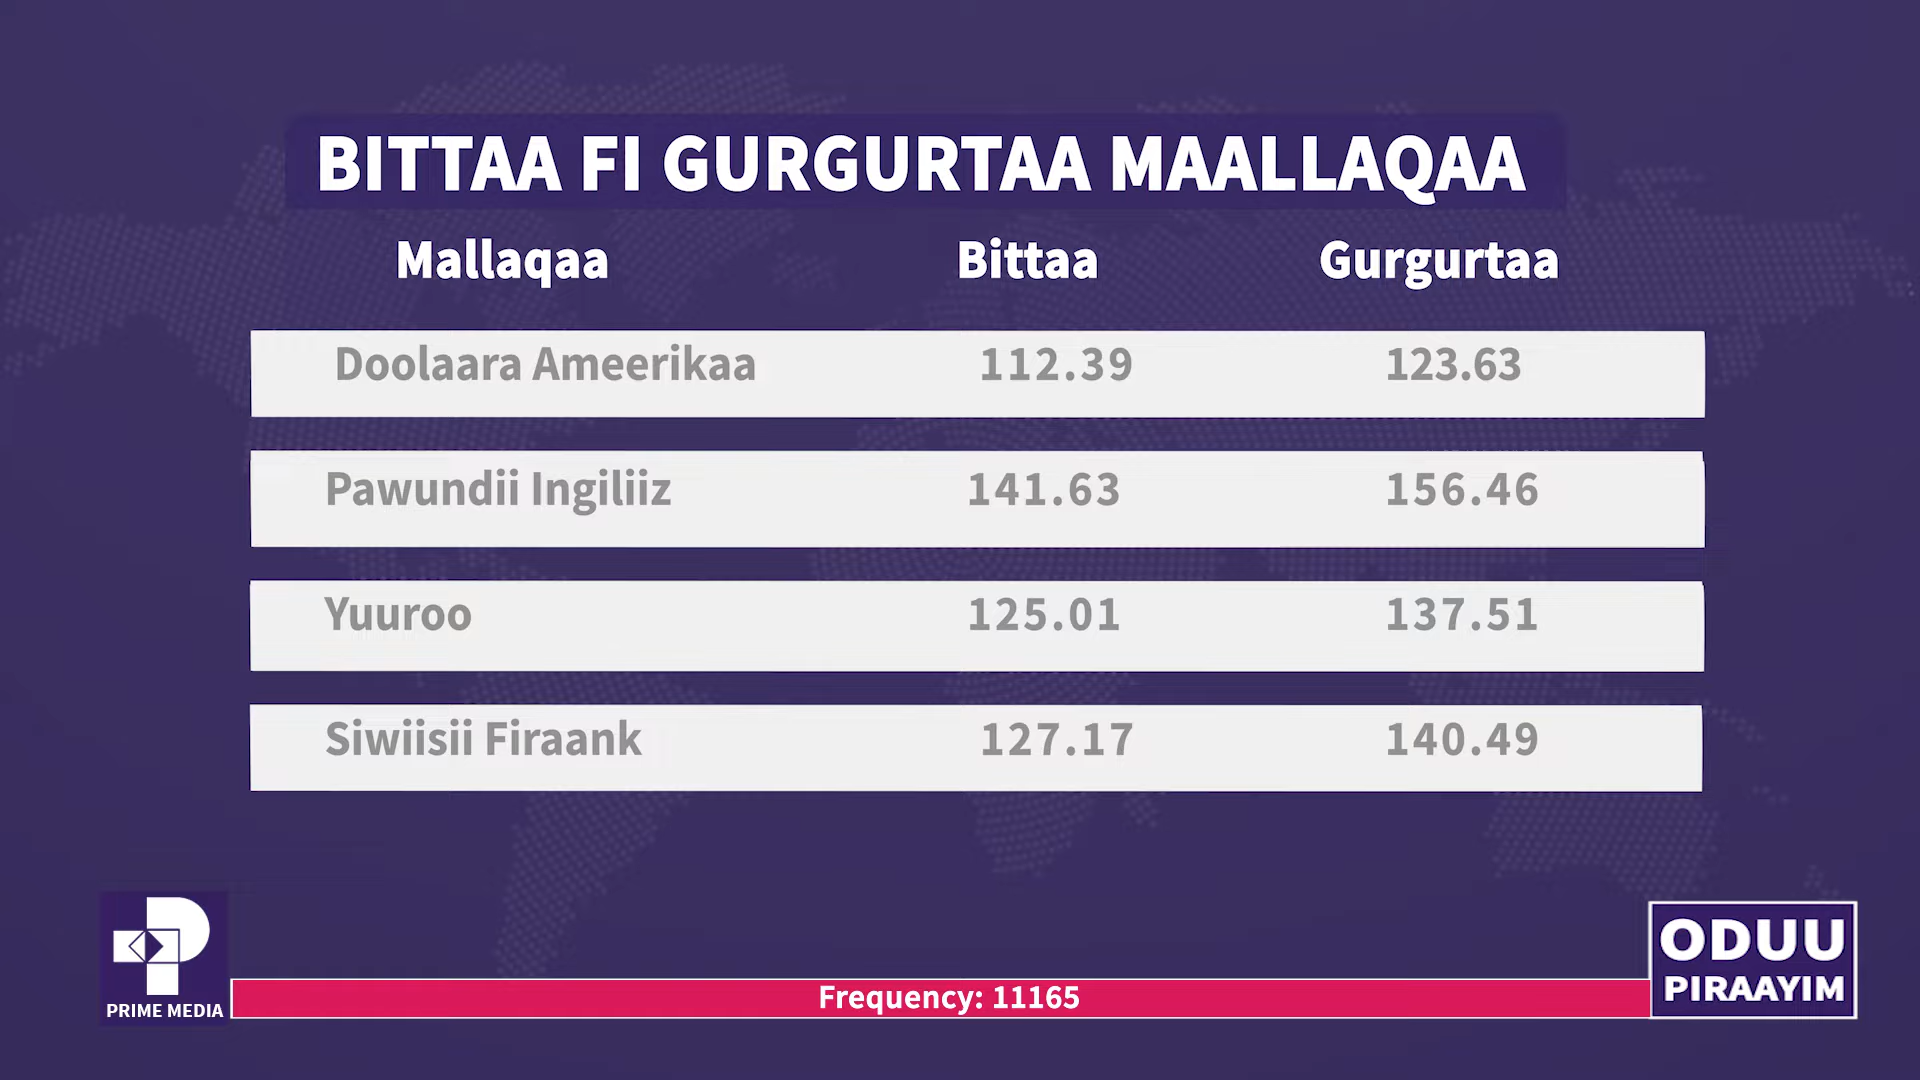 BITTAA FI GURGURTAA MAALLAQAA
Mallaqaa Bittaa Gurgurtaa
Doolaara Ameerikaa 112.39 123.63
Pawundii Ingiliiz 141.63 156.46
Yuuroo 125.01 137.51
Siwiisii Firaank 127.17 140.49
PRIME MEDIA
Frequency: 11165
ODUU
PIRAAYIM